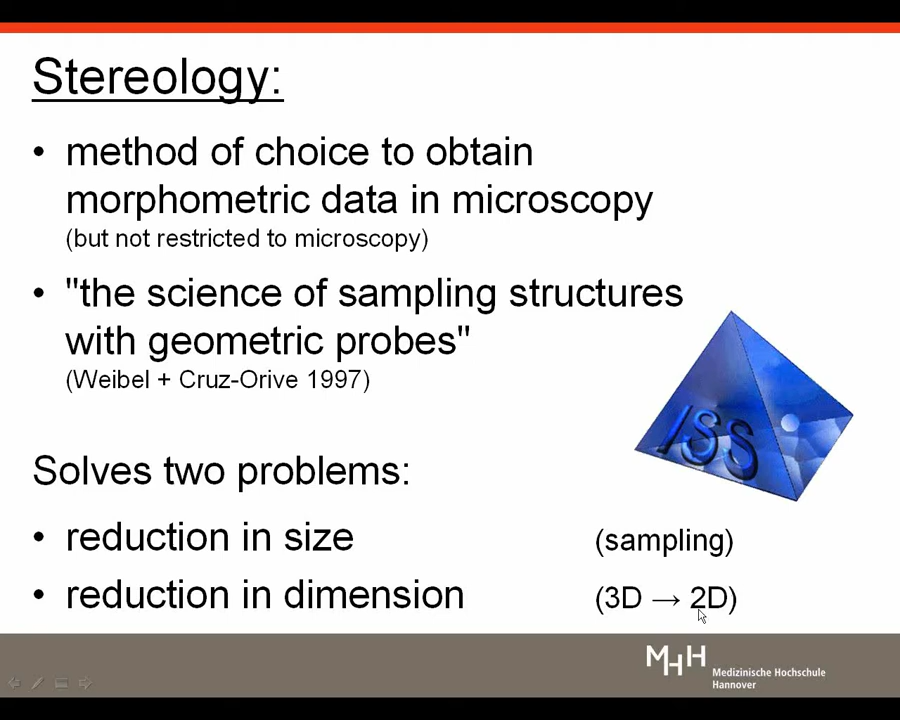 Stereology:
• method of choice to obtain
morphometric data in microscopy
(but not restricted to microscopy)
• "the science of sampling structures
with geometric probes"
(Weibel + Cruz-Orive 1997)
ISS
Solves two problems:
• reduction in size (sampling)
• reduction in dimension (3D → 2D)
MHH
Medizinische Hochschule
Hannover